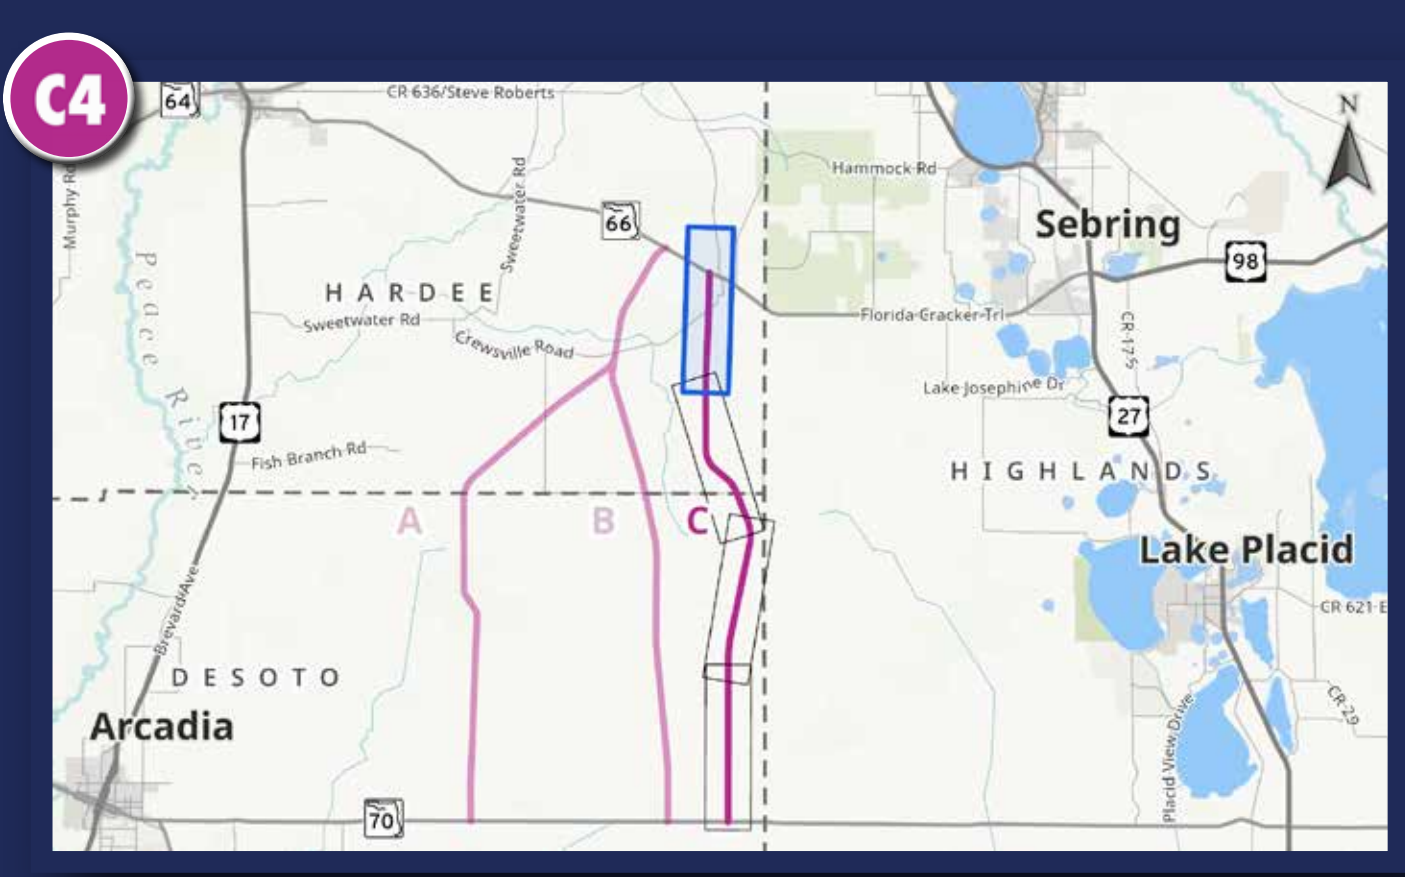 C4
64
CR 636/Steve Roberts
N
Hammock Rd
Murphy Rd
Sweetwater Rd
66
Sebring
98
Peace River
HARDEE
Sweetwater Rd
Florida Cracker Trl
CR-17 S
Crewsville Road
Lake Josephine Dr
17
27
Fish Branch Rd
HIGHLANDS
A
B
C
Lake Placid
Brevard Ave
CR 621 E
DESOTO
CR-29
Arcadia
Placid View Drive
70